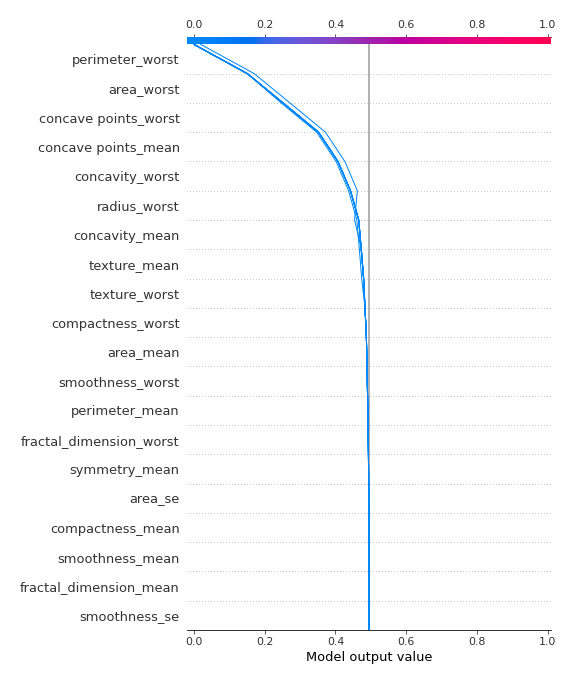 0.0 0.2 0.4 0.6 0.8 1.0
perimeter_worst
area_worst
concave points_worst
concave points_mean
concavity_worst
radius_worst
concavity_mean
texture_mean
texture_worst
compactness_worst
area_mean
smoothness_worst
perimeter_mean
fractal_dimension_worst
symmetry_mean
area_se
compactness_mean
smoothness_mean
fractal_dimension_mean
smoothness_se
0.0 0.2 0.4 0.6 0.8 1.0
Model output value